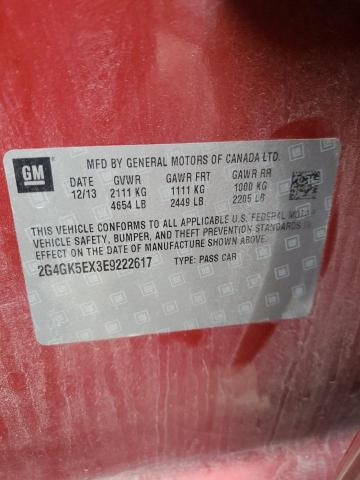 GM
MFD BY GENERAL MOTORS OF CANADA LTD.
DATE GVWR GAWR FRT GAWR RR
12/13 2111 KG 1111 KG 1000 KG
4654 LB 2449 LB 2205 LB
THIS VEHICLE CONFORMS TO ALL APPLICABLE U.S. FEDERAL MOTOR
VEHICLE SAFETY, BUMPER, AND THEFT PREVENTION STANDARDS IN
EFFECT ON THE DATE OF MANUFACTURE SHOWN ABOVE.
2G4GK5EX3E9222617 TYPE: PASS CAR